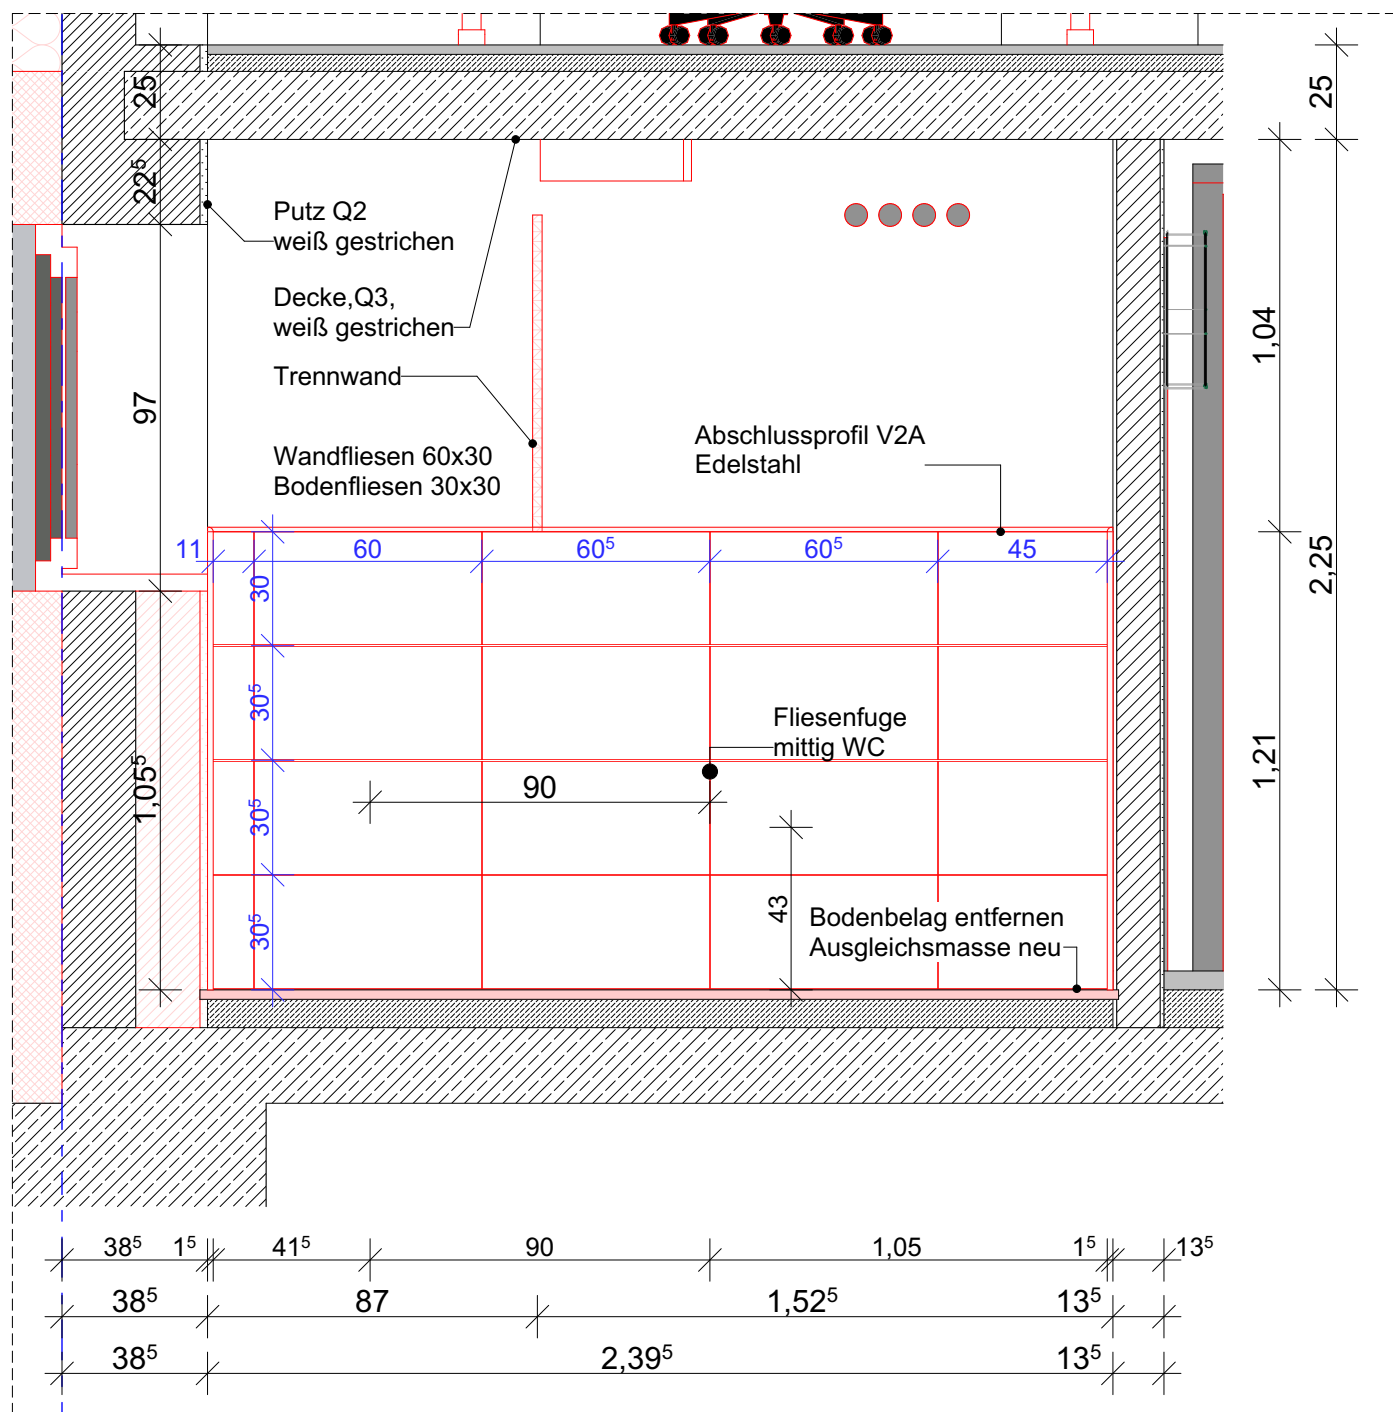 25
25
22⁵
Putz Q2
weiß gestrichen
Decke,Q3,
weiß gestrichen
1,04
Trennwand
97
Abschlussprofil V2A
Edelstahl
Wandfliesen 60x30
Bodenfliesen 30x30
11
60
60⁵
60⁵
45
2,25
30
30⁵
Fliesenfuge
mittig WC
1,21
1,05⁵
90
30⁵
43
30⁵
Bodenbelag entfernen
Ausgleichsmasse neu
38⁵ 1⁵ 41⁵ 90 1,05 1⁵ 13⁵
38⁵ 87 1,52⁵ 13⁵
38⁵ 2,39⁵ 13⁵